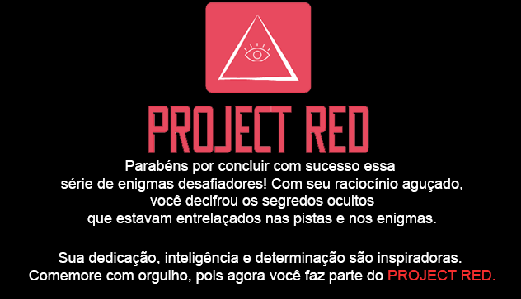 PROJECT RED
Parabéns por concluir com sucesso essa
série de enigmas desafiadores! Com seu raciocínio aguçado,
você decifrou os segredos ocultos
que estavam entrelaçados nas pistas e nos enigmas.
Sua dedicação, inteligência e determinação são inspiradoras.
Comemore com orgulho, pois agora você faz parte do PROJECT RED.